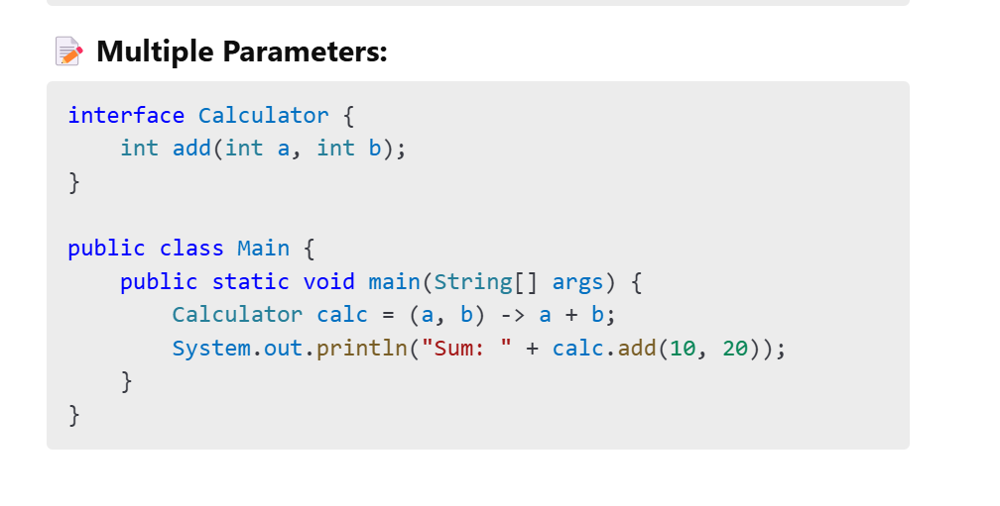 📝 Multiple Parameters:
interface Calculator {
    int add(int a, int b);
}

public class Main {
    public static void main(String[] args) {
        Calculator calc = (a, b) -> a + b;
        System.out.println("Sum: " + calc.add(10, 20));
    }
}